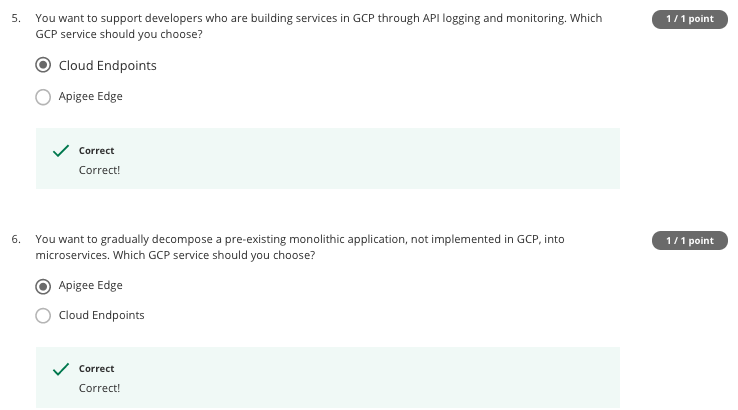 5. You want to support developers who are building services in GCP through API logging and monitoring. Which
1 / 1 point
GCP service should you choose?
Cloud Endpoints
Apigee Edge
Correct
Correct!
6. You want to gradually decompose a pre-existing monolithic application, not implemented in GCP, into
1 / 1 point
microservices. Which GCP service should you choose?
Apigee Edge
Cloud Endpoints
Correct
Correct!